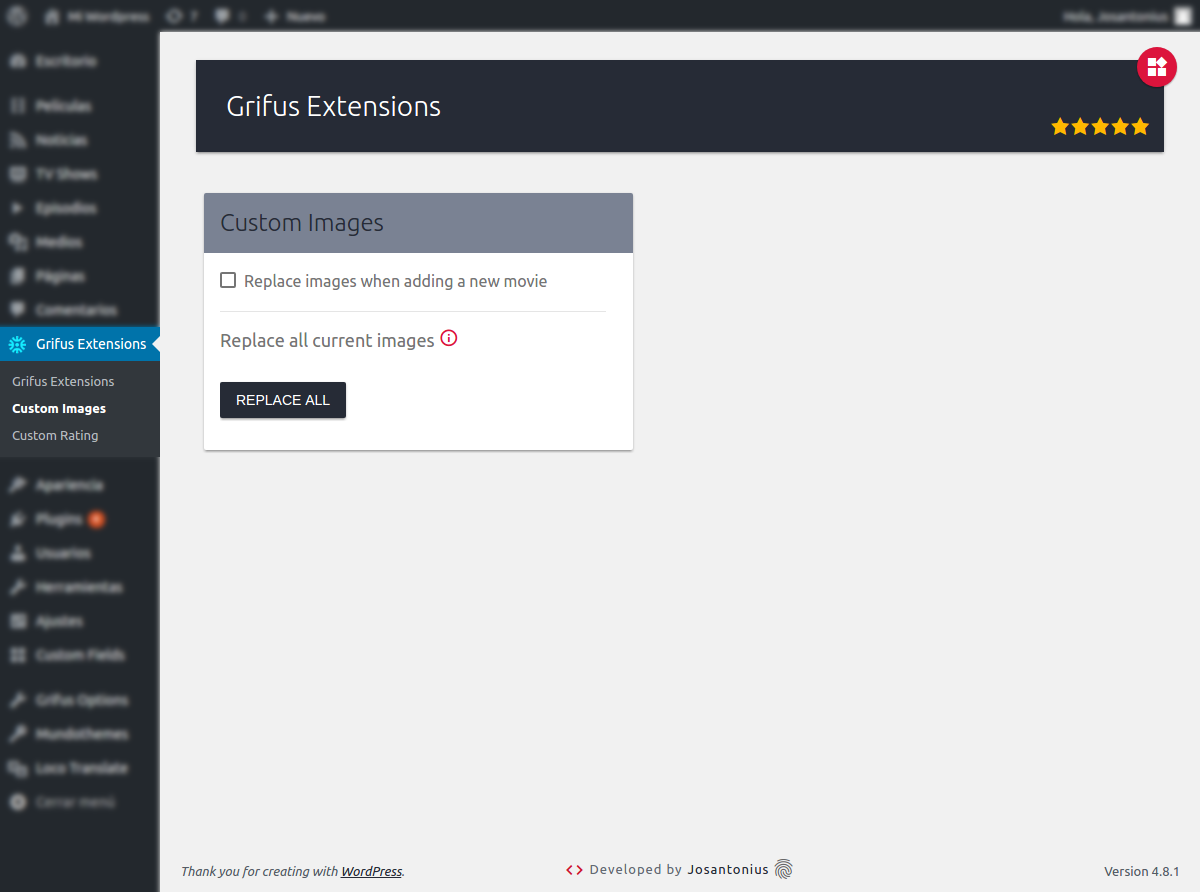 Mi Wordpress
7
Nuevo
Hola, Josantonius
Escritorio
Películas
Noticias
TV Shows
Episodios
Medios
Páginas
Comentarios
Grifus Extensions
Grifus Extensions
Custom Images
Custom Rating
Apariencia
Plugins
Usuarios
Herramientas
Ajustes
Custom Fields
Grifus Options
Mundothemes
Loco Translate
Cerrar menú
Grifus Extensions
Custom Images
Replace images when adding a new movie
Replace all current images
REPLACE ALL
Thank you for creating with WordPress.
<> Developed by Josantonius
Version 4.8.1